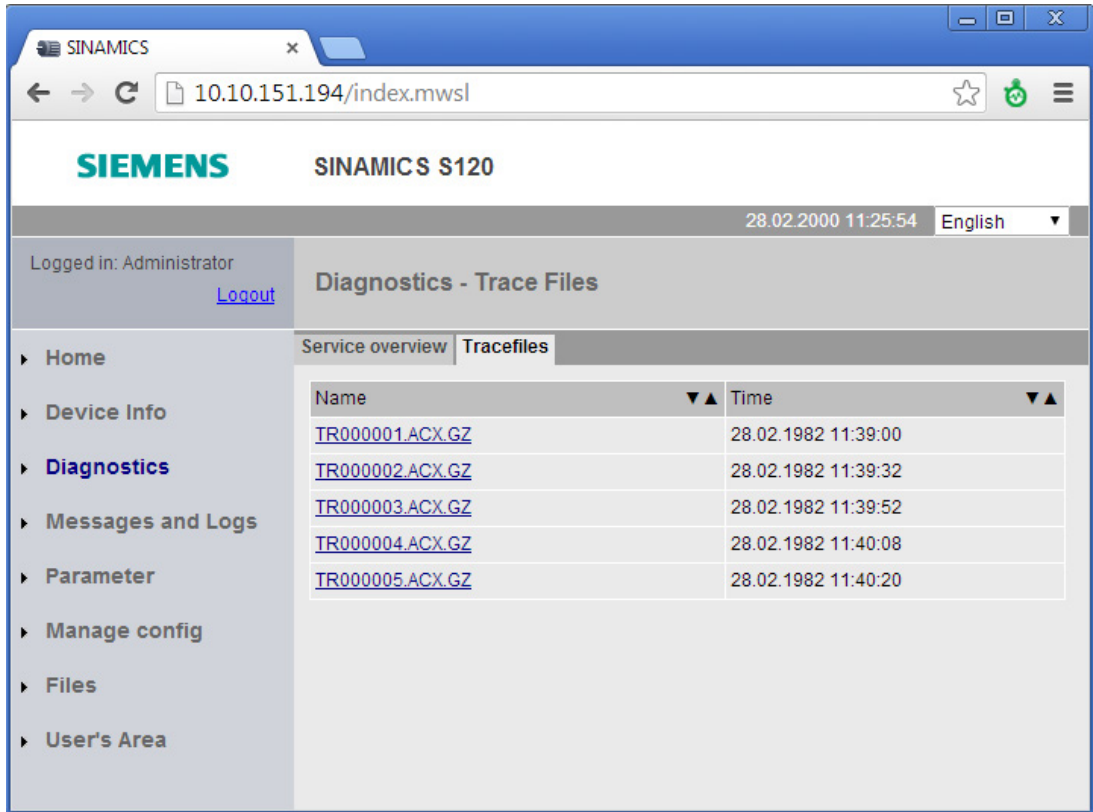 SINAMICS
10.10.151.194/index.mwsl
SIEMENS SINAMICS S120
28.02.2000 11:25:54 English
Logged in: Administrator
Logout
Diagnostics - Trace Files
Home
Device Info
Diagnostics
Messages and Logs
Parameter
Manage config
Files
User's Area
Service overview Tracefiles
Name Time
TR000001.ACX.GZ 28.02.1982 11:39:00
TR000002.ACX.GZ 28.02.1982 11:39:32
TR000003.ACX.GZ 28.02.1982 11:39:52
TR000004.ACX.GZ 28.02.1982 11:40:08
TR000005.ACX.GZ 28.02.1982 11:40:20